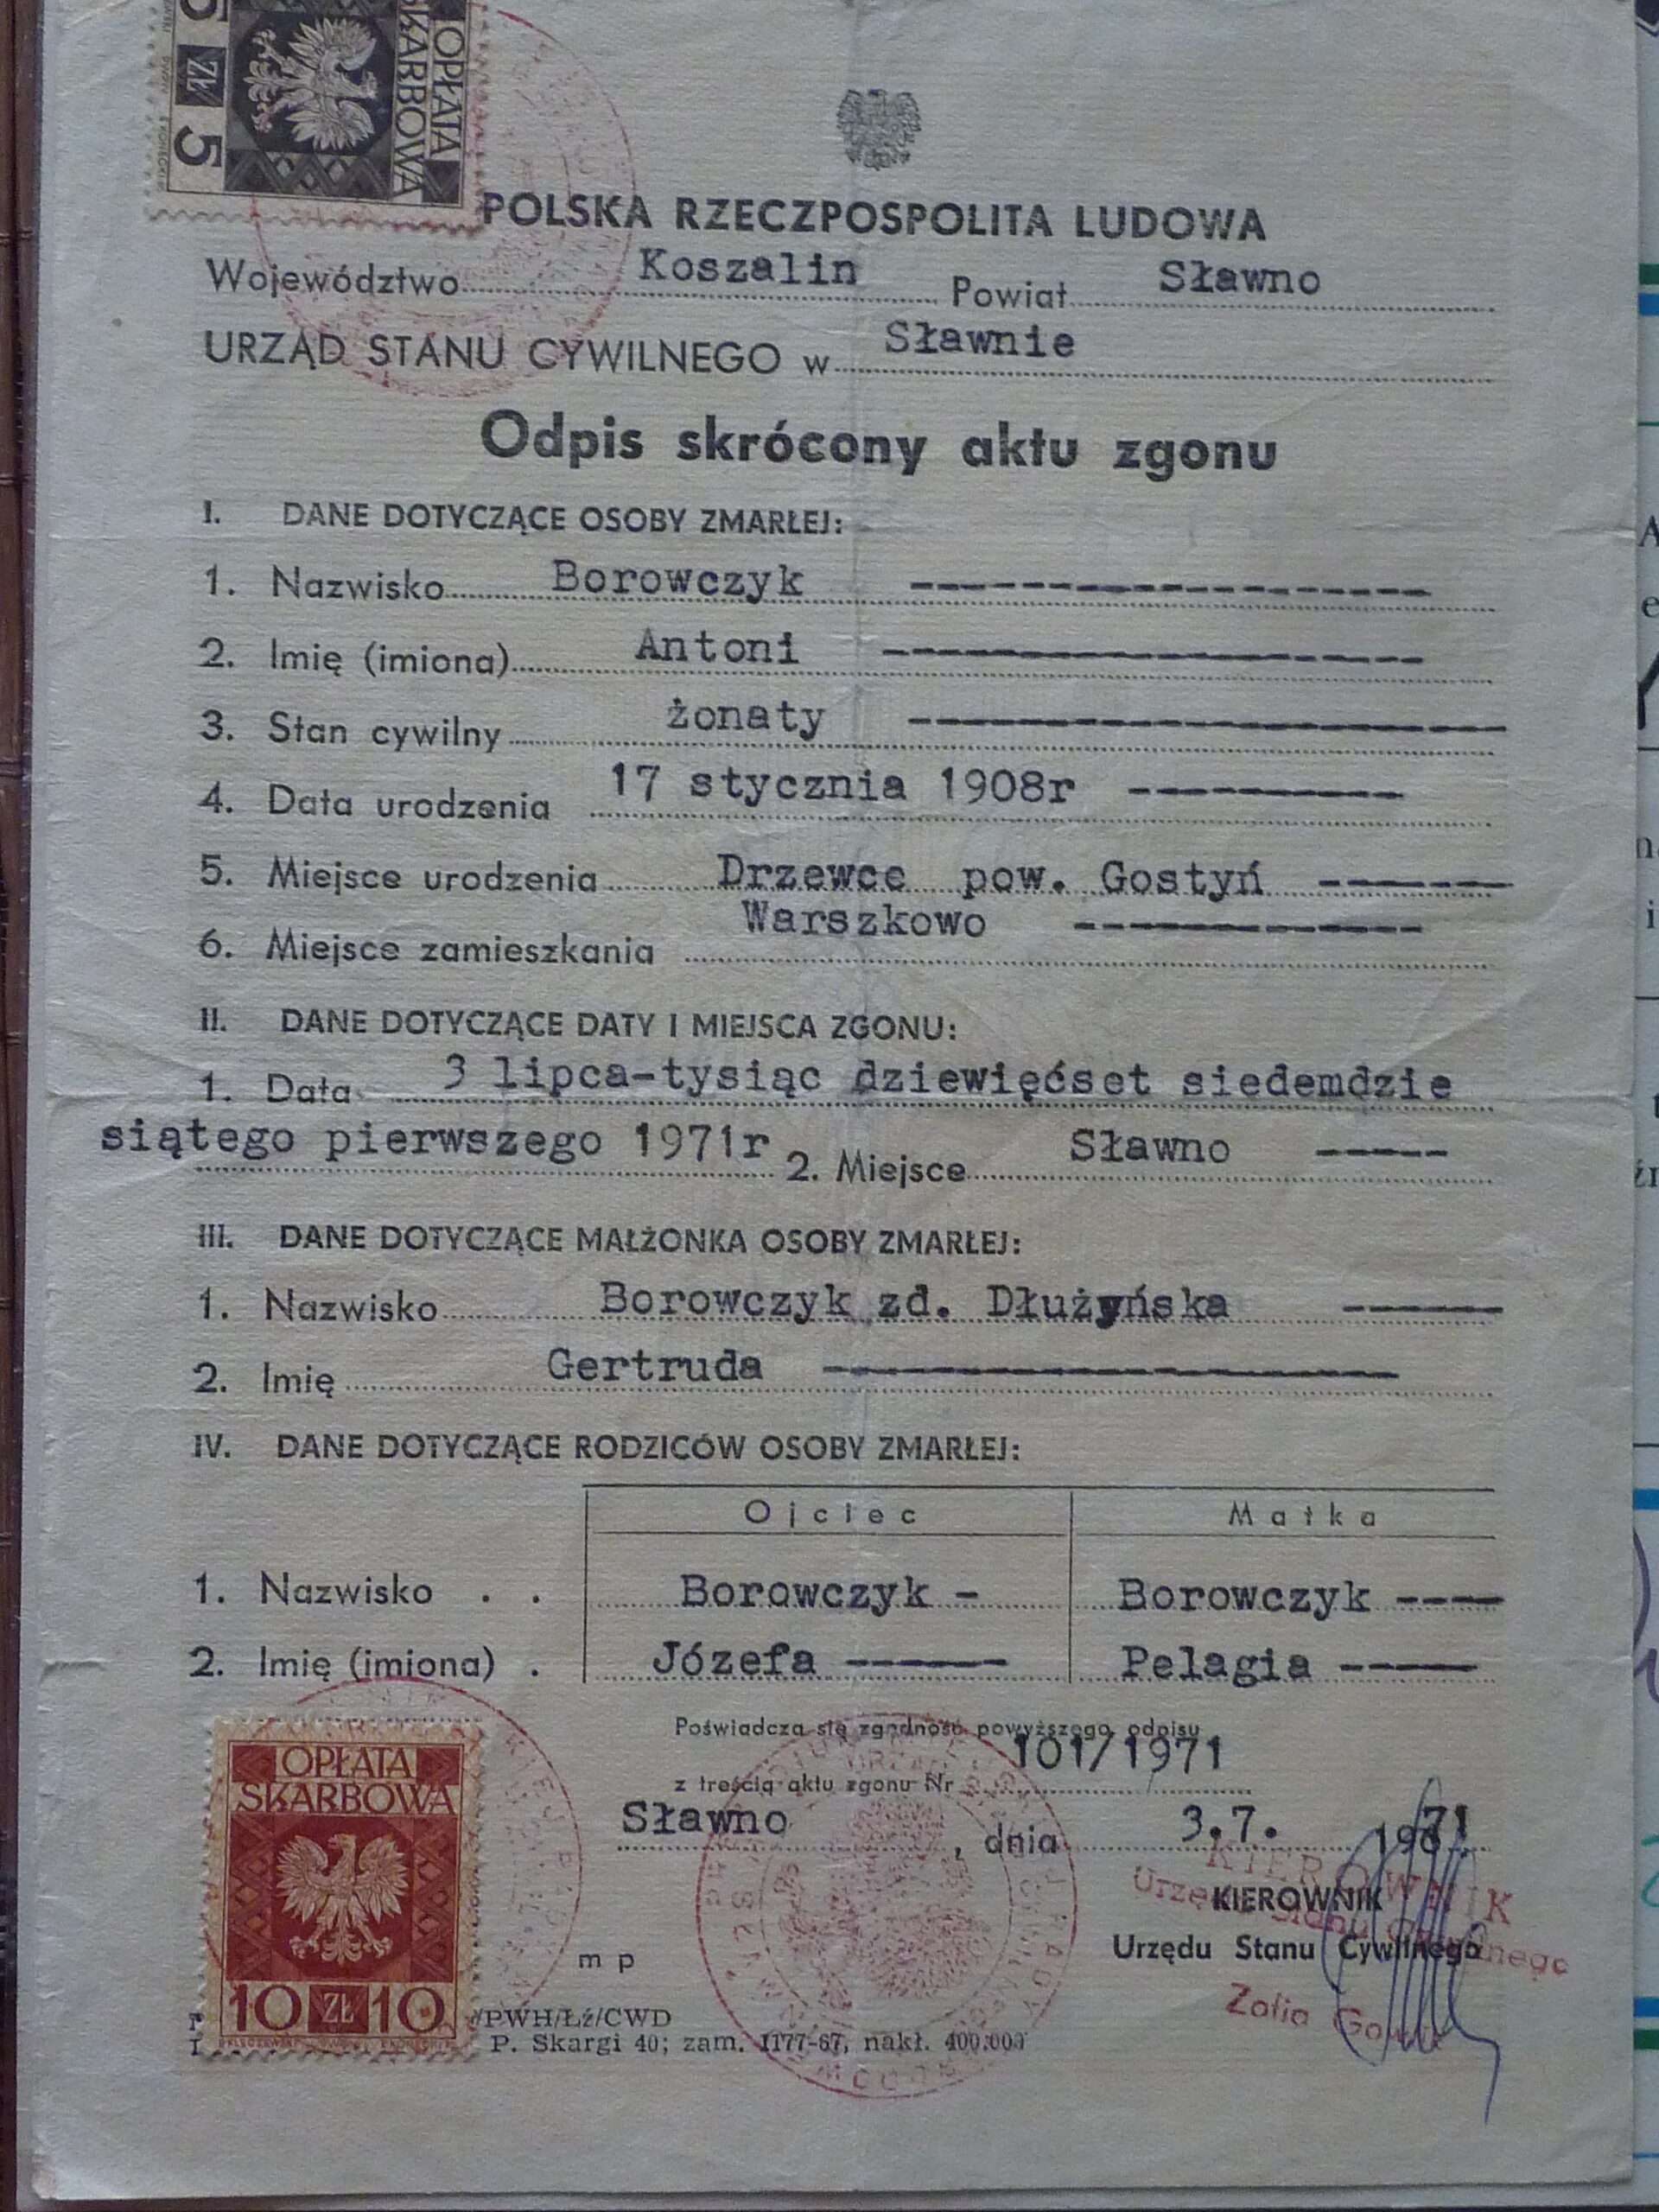 OPŁATA
SKARBOWA
5 ZŁ 5
POLSKA RZECZPOSPOLITA LUDOWA
Województwo Koszalin Powiat Sławno
URZĄD STANU CYWILNEGO w Sławnie
Odpis skrócony aktu zgonu
I. DANE DOTYCZĄCE OSOBY ZMARŁEJ:
1. Nazwisko Borowczyk
2. Imię (imiona) Antoni
3. Stan cywilny żonaty
4. Data urodzenia 17 stycznia 1908r
5. Miejsce urodzenia Drzewce pow. Gostyń
6. Miejsce zamieszkania Warszkowo
II. DANE DOTYCZĄCE DATY I MIEJSCA ZGONU:
1. Data 3 lipca-tysiąc dziewięćset siedemdzie
siątego pierwszego 1971r 2. Miejsce Sławno
III. DANE DOTYCZĄCE MAŁŻONKA OSOBY ZMARŁEJ:
1. Nazwisko Borowczyk zd. Dłużyńska
2. Imię Gertruda
IV. DANE DOTYCZĄCE RODZICÓW OSOBY ZMARŁEJ:
Ojciec Matka
1. Nazwisko . . Borowczyk - Borowczyk ----
2. Imię (imiona) . Józefa ------ Pelagia -----
Poświadcza się zgodność powyższego odpisu
z treścią aktu zgonu Nr 101/1971
Sławno, dnia 3.7. 1971
KIEROWNIK
Urzędu Stanu Cywilnego
KIEROWNIK
Urzędu Stanu Cywilnego
Zofia
m p
OPŁATA
SKARBOWA
10 ZŁ 10
/PWH/Łź/CWD
P. Skargi 40; zam. 1177-67, nakł. 400.000